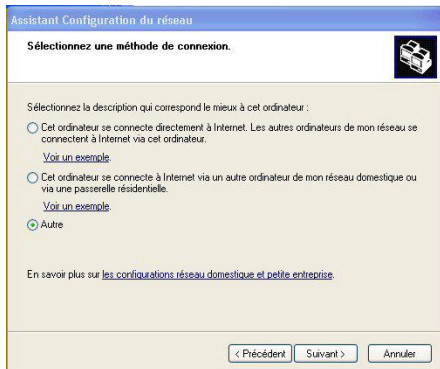 Assistant Configuration du réseau
Sélectionnez une méthode de connexion.
Sélectionnez la description qui correspond le mieux à cet ordinateur :
Cet ordinateur se connecte directement à Internet. Les autres ordinateurs de mon réseau se
connectent à Internet via cet ordinateur.
Voir un exemple.
Cet ordinateur se connecte à Internet via un autre ordinateur de mon réseau domestique ou
via une passerelle résidentielle.
Voir un exemple.
Autre
En savoir plus sur les configurations réseau domestique et petite entreprise.
< Précédent Suivant > Annuler